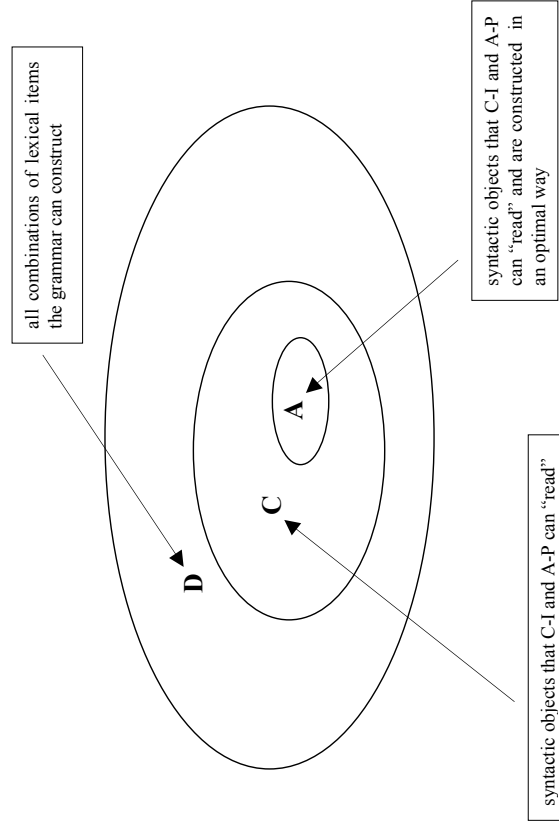 all combinations of lexical items
the grammar can construct
D
C
A
syntactic objects that C-I and A-P can “read”
syntactic objects that C-I and A-P
can “read” and are constructed in
an optimal way